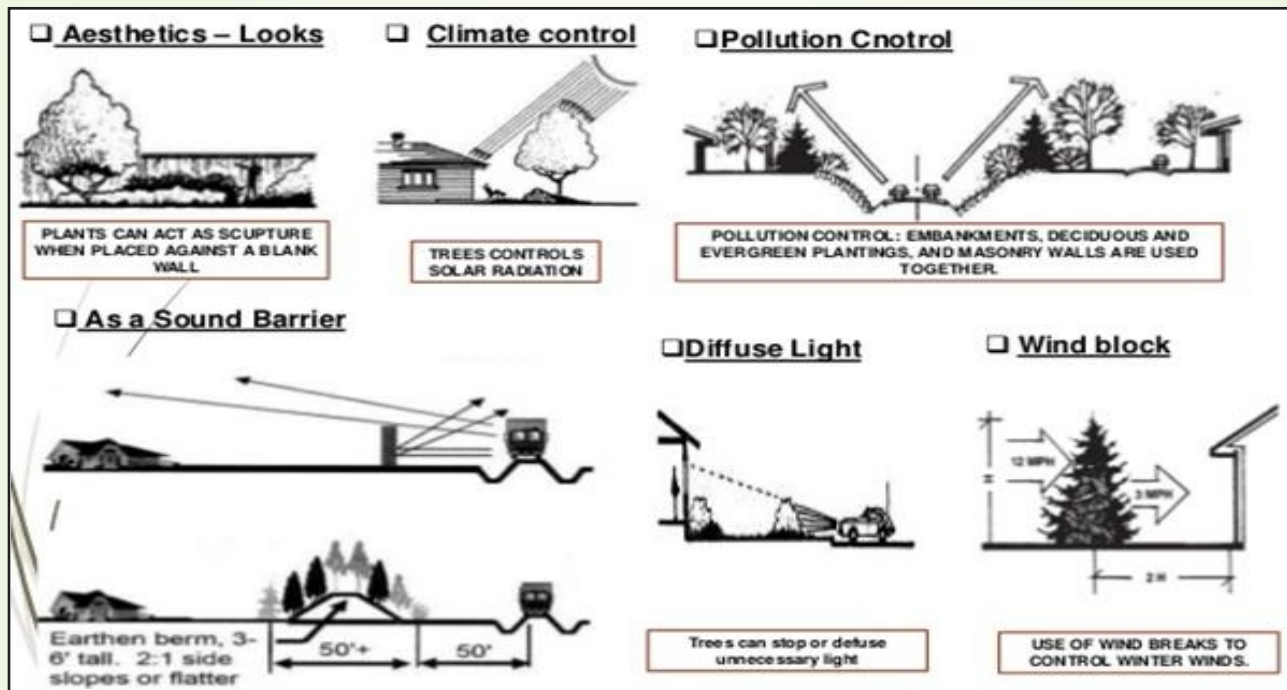 ❑ Aesthetics – Looks
❑ Climate control
❑Pollution Cnotrol
PLANTS CAN ACT AS SCUPTURE
WHEN PLACED AGAINST A BLANK
WALL
TREES CONTROLS
SOLAR RADIATION
POLLUTION CONTROL: EMBANKMENTS, DECIDUOUS AND
EVERGREEN PLANTINGS, AND MASONRY WALLS ARE USED
TOGETHER.
❑ As a Sound Barrier
❑Diffuse Light
❑ Wind block
H
12 MPH
3 MPH
2 H
Earthen berm, 3-
6' tall. 2:1 side
slopes or flatter
50'+
50'
Trees can stop or defuse
unnecessary light
USE OF WIND BREAKS TO
CONTROL WINTER WINDS.